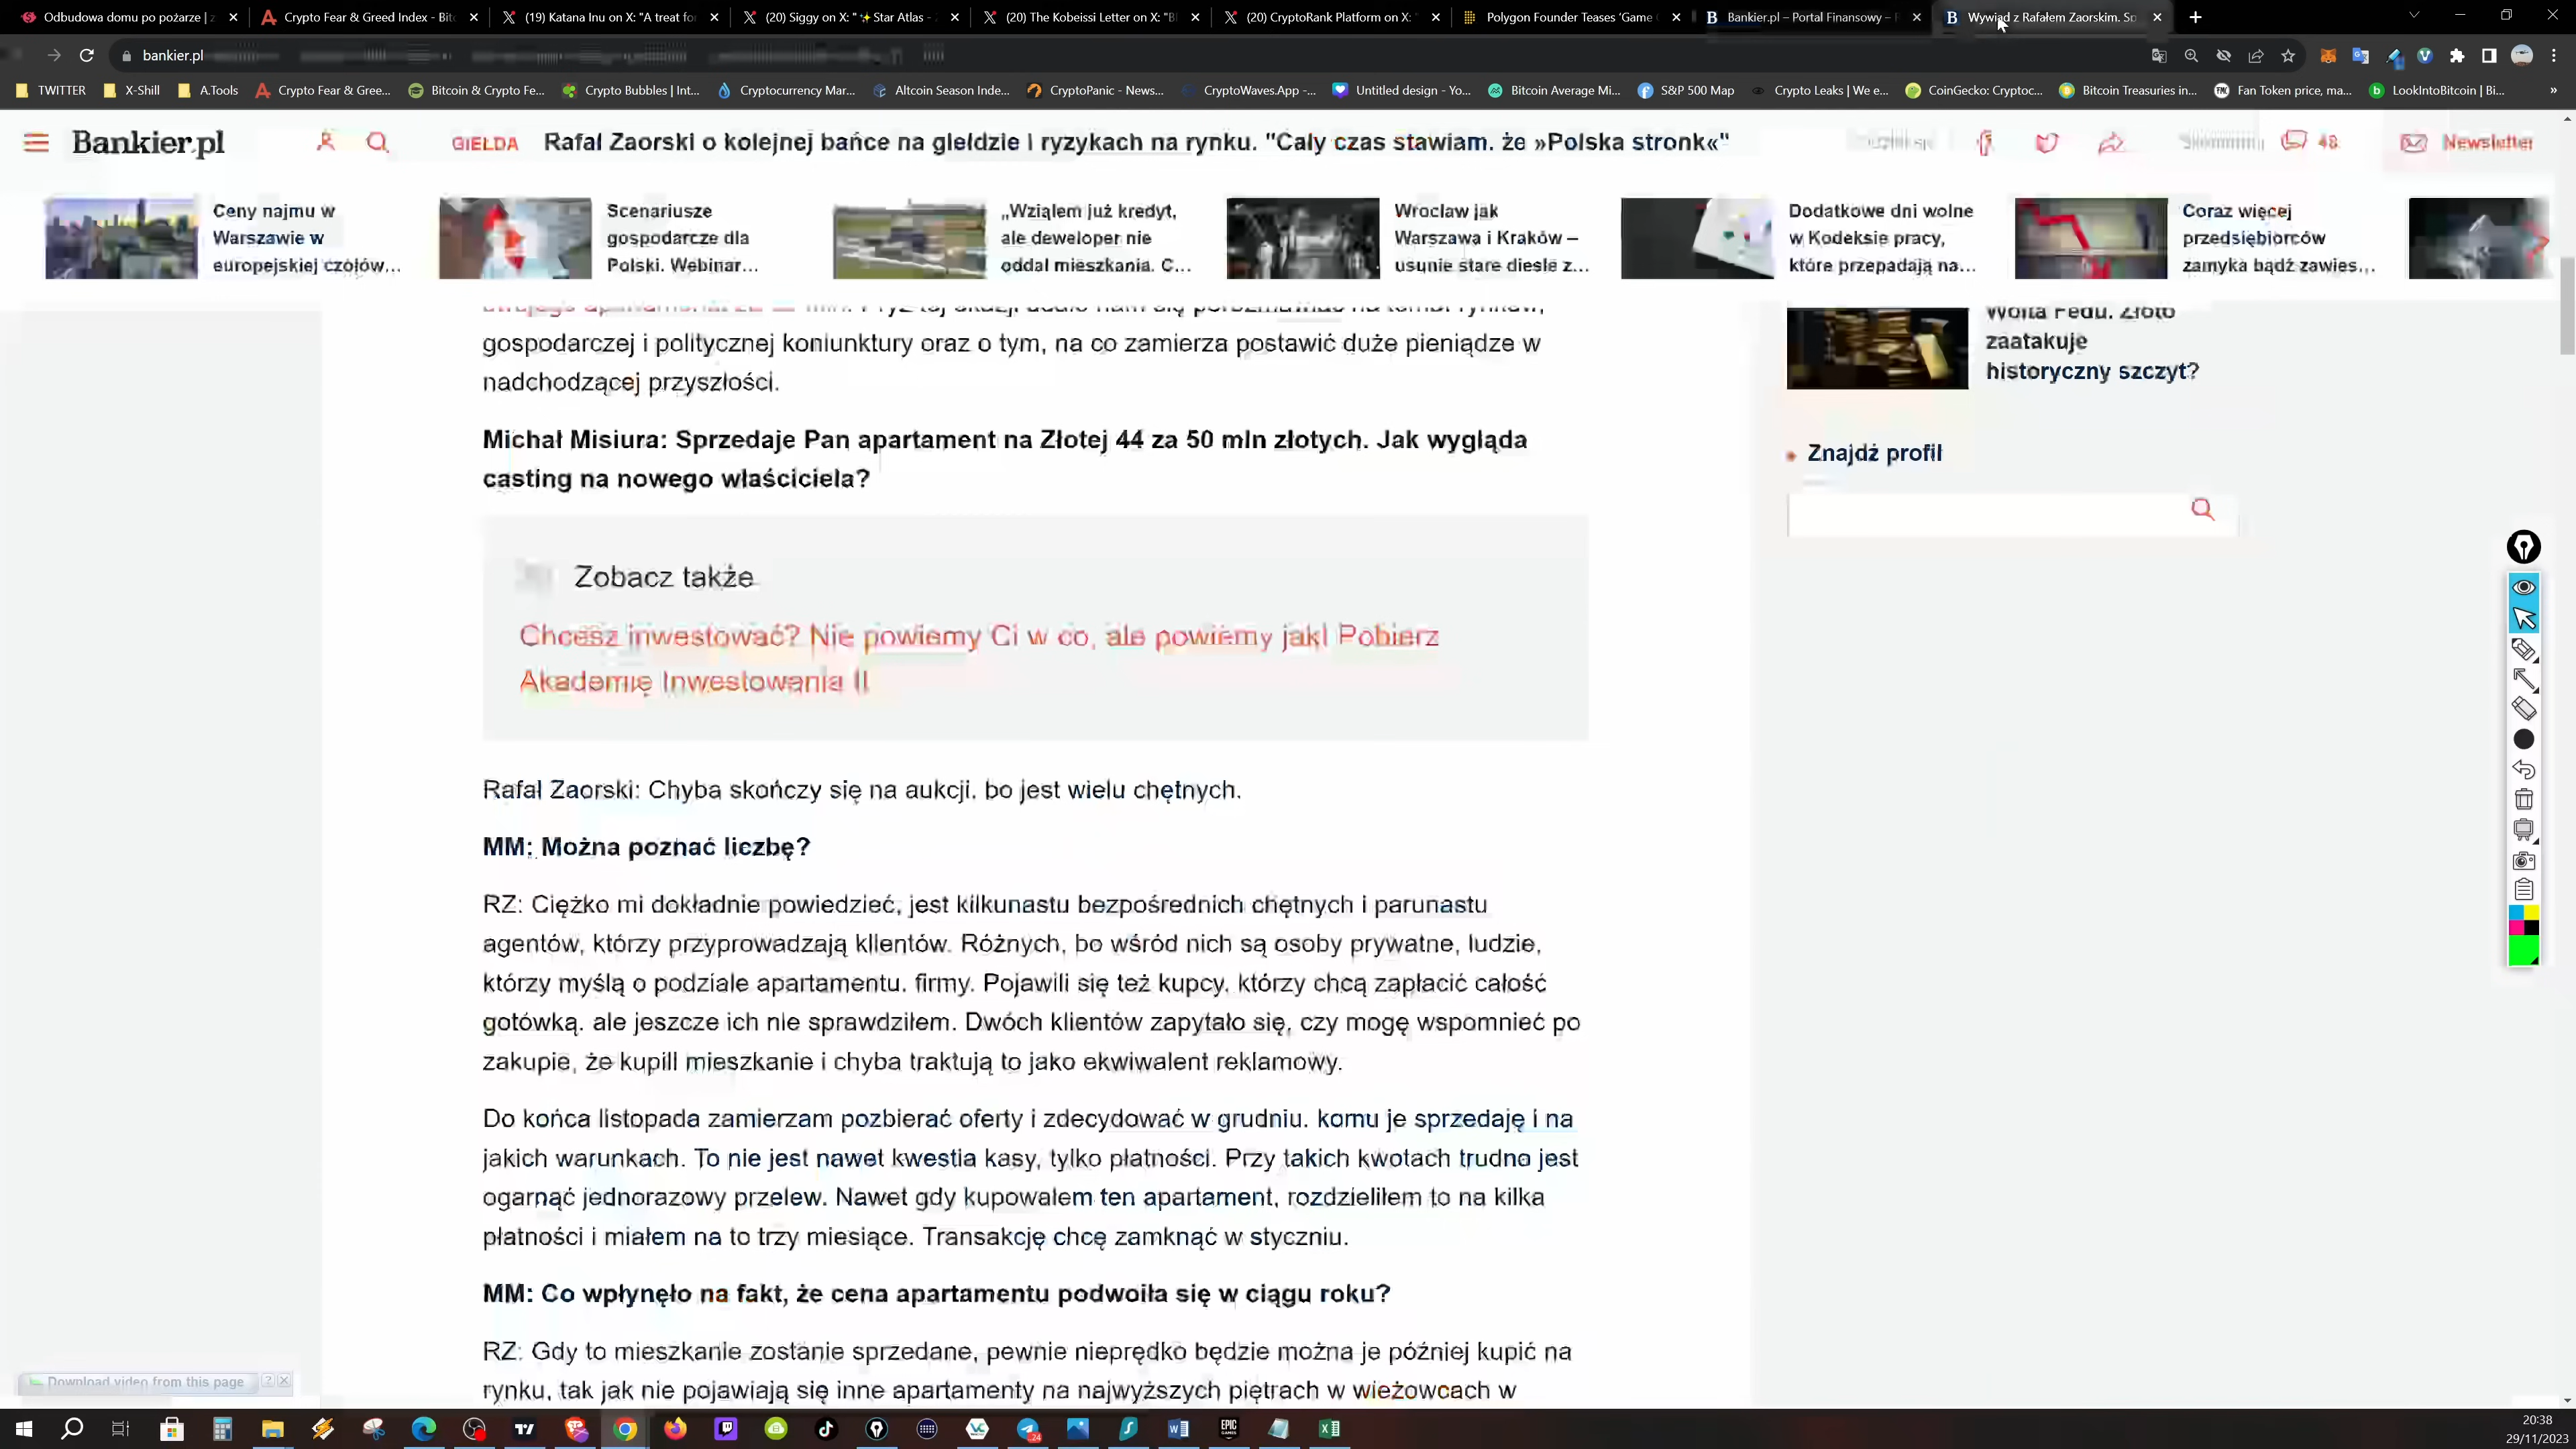 Odbudowa domu po pożarze | z
Crypto Fear & Greed Index - Bit
(19) Katana Inu on X: "A treat fo
(20) Siggy on X: "✨Star Atlas -
(20) The Kobeissi Letter on X: "B
(20) CryptoRank Platform on X:
Polygon Founder Teases 'Game
Bankier.pl – Portal Finansowy –
Wywiad z Rafałem Zaorskim. Sp
bankier.pl
TWITTER
X-Shill
A.Tools
Crypto Fear & Gree...
Bitcoin & Crypto Fe...
Crypto Bubbles | Int...
Cryptocurrency Mar...
Altcoin Season Inde...
CryptoPanic - News...
CryptoWaves.App -...
Untitled design - Yo...
Bitcoin Average Mi...
S&P 500 Map
Crypto Leaks | We e...
CoinGecko: Cryptoc...
Bitcoin Treasuries in...
Fan Token price, ma...
LookIntoBitcoin | Bi...
»
Bankier.pl
GIEŁDA
Rafał Zaorski o kolejnej bańce na giełdzie i ryzykach na rynku. "Cały czas stawiam, że »Polska stronk«"
48
Newsletter
Ceny najmu w
Warszawie w
europejskiej czołów...
Scenariusze
gospodarcze dla
Polski. Webinar...
„Wziąłem już kredyt,
ale deweloper nie
oddał mieszkania. C...
Wrocław jak
Warszawa i Kraków –
usunie stare diesle z...
Dodatkowe dni wolne
w Kodeksie pracy,
które przepadają na...
Coraz więcej
przedsiębiorców
zamyka bądź zawies...
gospodarczej i politycznej koniunktury oraz o tym, na co zamierza postawić duże pieniądze w
nadchodzącej przyszłości.
Michał Misiura: Sprzedaje Pan apartament na Złotej 44 za 50 mln złotych. Jak wygląda
casting na nowego właściciela?
Zobacz także
Chcesz inwestować? Nie powiemy Ci w co, ale powiemy jak! Pobierz
Akademię Inwestowania II
Rafał Zaorski: Chyba skończy się na aukcji, bo jest wielu chętnych.
MM: Można poznać liczbę?
RZ: Ciężko mi dokładnie powiedzieć, jest kilkunastu bezpośrednich chętnych i parunastu
agentów, którzy przyprowadzają klientów. Różnych, bo wśród nich są osoby prywatne, ludzie,
którzy myślą o podziale apartamentu, firmy. Pojawili się też kupcy, którzy chcą zapłacić całość
gotówką, ale jeszcze ich nie sprawdziłem. Dwóch klientów zapytało się, czy mogę wspomnieć po
zakupie, że kupili mieszkanie i chyba traktują to jako ekwiwalent reklamowy.
Do końca listopada zamierzam pozbierać oferty i zdecydować w grudniu, komu je sprzedaję i na
jakich warunkach. To nie jest nawet kwestia kasy, tylko płatności. Przy takich kwotach trudno jest
ogarnąć jednorazowy przelew. Nawet gdy kupowałem ten apartament, rozdzieliłem to na kilka
płatności i miałem na to trzy miesiące. Transakcję chcę zamknąć w styczniu.
MM: Co wpłynęło na fakt, że cena apartamentu podwoiła się w ciągu roku?
RZ: Gdy to mieszkanie zostanie sprzedane, pewnie nieprędko będzie można je później kupić na
rynku, tak jak nie pojawiają się inne apartamenty na najwyższych piętrach w wieżowcach w
Wolta Fedu. Złoto
zaatakuje
historyczny szczyt?
Znajdź profil
Download video from this page
24
EPIC GAMES
20:38
29/11/2023